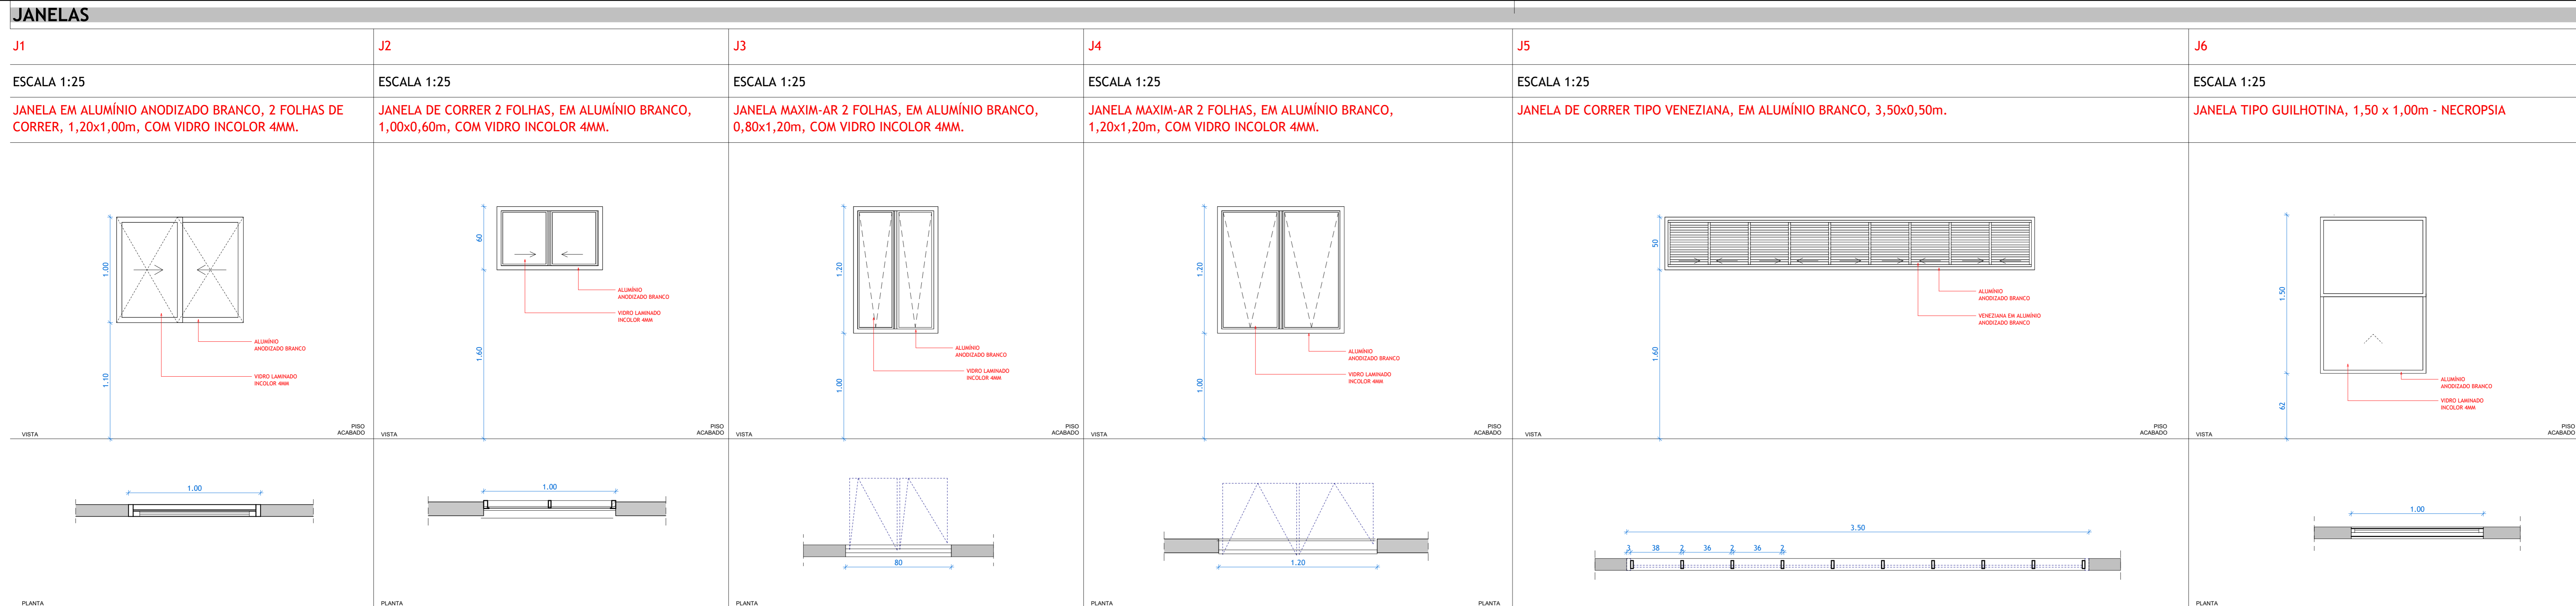 JANELAS
J1
ESCALA 1:25
JANELA EM ALUMÍNIO ANODIZADO BRANCO, 2 FOLHAS DE
CORRER, 1,20x1,00m, COM VIDRO INCOLOR 4MM.
1.00
1.10
ALUMÍNIO
ANODIZADO BRANCO
VIDRO LAMINADO
INCOLOR 4MM
VISTA
PISO
ACABADO
1.00
PLANTA
J2
ESCALA 1:25
JANELA DE CORRER 2 FOLHAS, EM ALUMÍNIO BRANCO,
1,00x0,60m, COM VIDRO INCOLOR 4MM.
60
1.60
ALUMÍNIO
ANODIZADO BRANCO
VIDRO LAMINADO
INCOLOR 4MM
VISTA
PISO
ACABADO
1.00
PLANTA
J3
ESCALA 1:25
JANELA MAXIM-AR 2 FOLHAS, EM ALUMÍNIO BRANCO,
0,80x1,20m, COM VIDRO INCOLOR 4MM.
1.20
1.00
ALUMÍNIO
ANODIZADO BRANCO
VIDRO LAMINADO
INCOLOR 4MM
VISTA
PISO
ACABADO
80
PLANTA
J4
ESCALA 1:25
JANELA MAXIM-AR 2 FOLHAS, EM ALUMÍNIO BRANCO,
1,20x1,20m, COM VIDRO INCOLOR 4MM.
1.20
1.00
ALUMÍNIO
ANODIZADO BRANCO
VIDRO LAMINADO
INCOLOR 4MM
VISTA
PISO
ACABADO
1.20
PLANTA
PLANTA
J5
ESCALA 1:25
JANELA DE CORRER TIPO VENEZIANA, EM ALUMÍNIO BRANCO, 3,50x0,50m.
50
1.60
ALUMÍNIO
ANODIZADO BRANCO
VENEZIANA EM ALUMÍNIO
ANODIZADO BRANCO
VISTA
PISO
ACABADO
3.50
3 38 2 36 2 36 2
J6
ESCALA 1:25
JANELA TIPO GUILHOTINA, 1,50 x 1,00m - NECROPSIA
1.50
62
ALUMÍNIO
ANODIZADO BRANCO
VIDRO LAMINADO
INCOLOR 4MM
VISTA
PISO
ACABADO
1.00
PLANTA